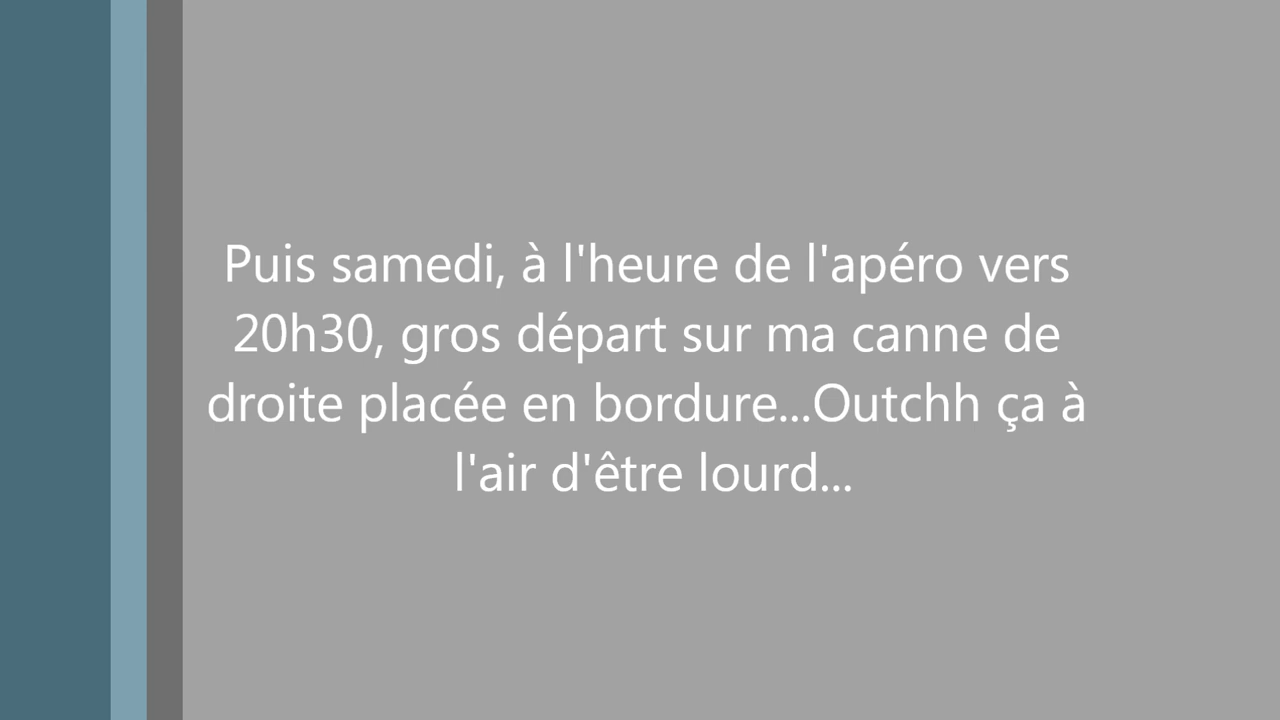 Puis samedi, à l'heure de l'apéro vers
20h30, gros départ sur ma canne de
droite placée en bordure...Outchh ça à
l'air d'être lourd...